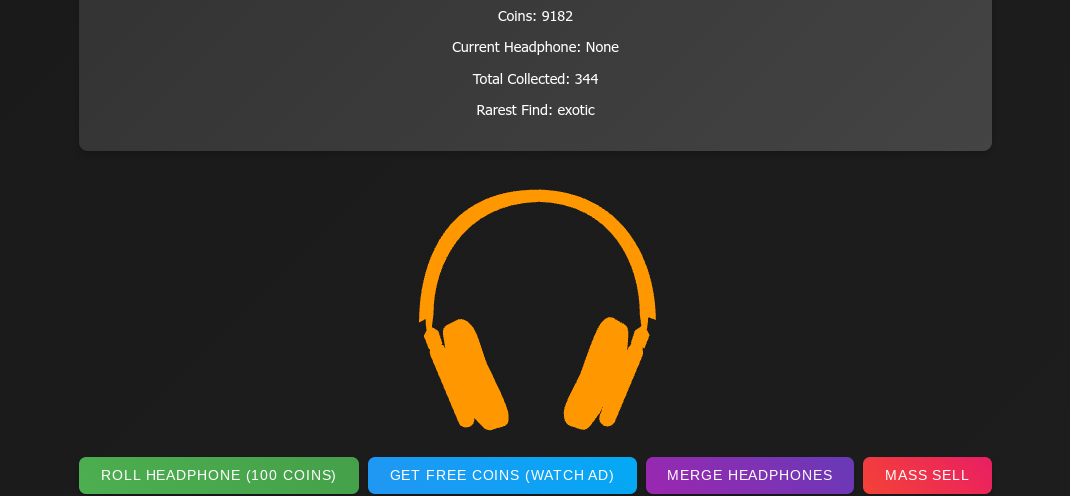 Coins: 9182
Current Headphone: None
Total Collected: 344
Rarest Find: exotic
ROLL HEADPHONE (100 COINS)
GET FREE COINS (WATCH AD)
MERGE HEADPHONES
MASS SELL